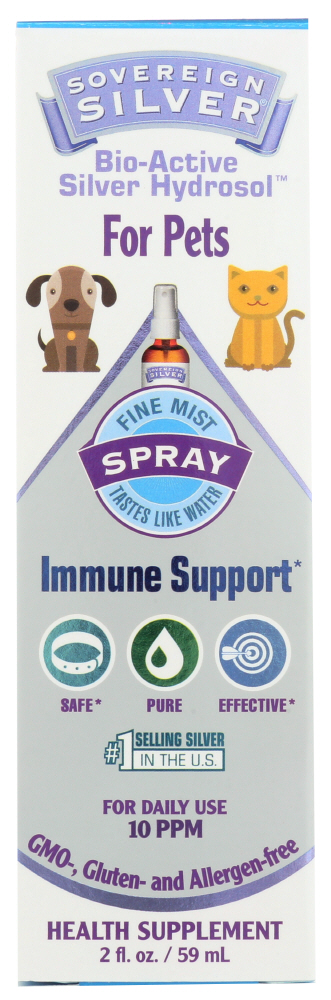 SOVEREIGN
SILVER®
Bio-Active
Silver Hydrosol™
For Pets
SOVEREIGN
SILVER
FINE MIST
SPRAY
TASTES LIKE WATER
Immune Support*
SAFE* PURE EFFECTIVE*
#1 SELLING SILVER
IN THE U.S.
FOR DAILY USE
10 PPM
GMO-, Gluten- and Allergen-free
HEALTH SUPPLEMENT
2 fl. oz. / 59 mL